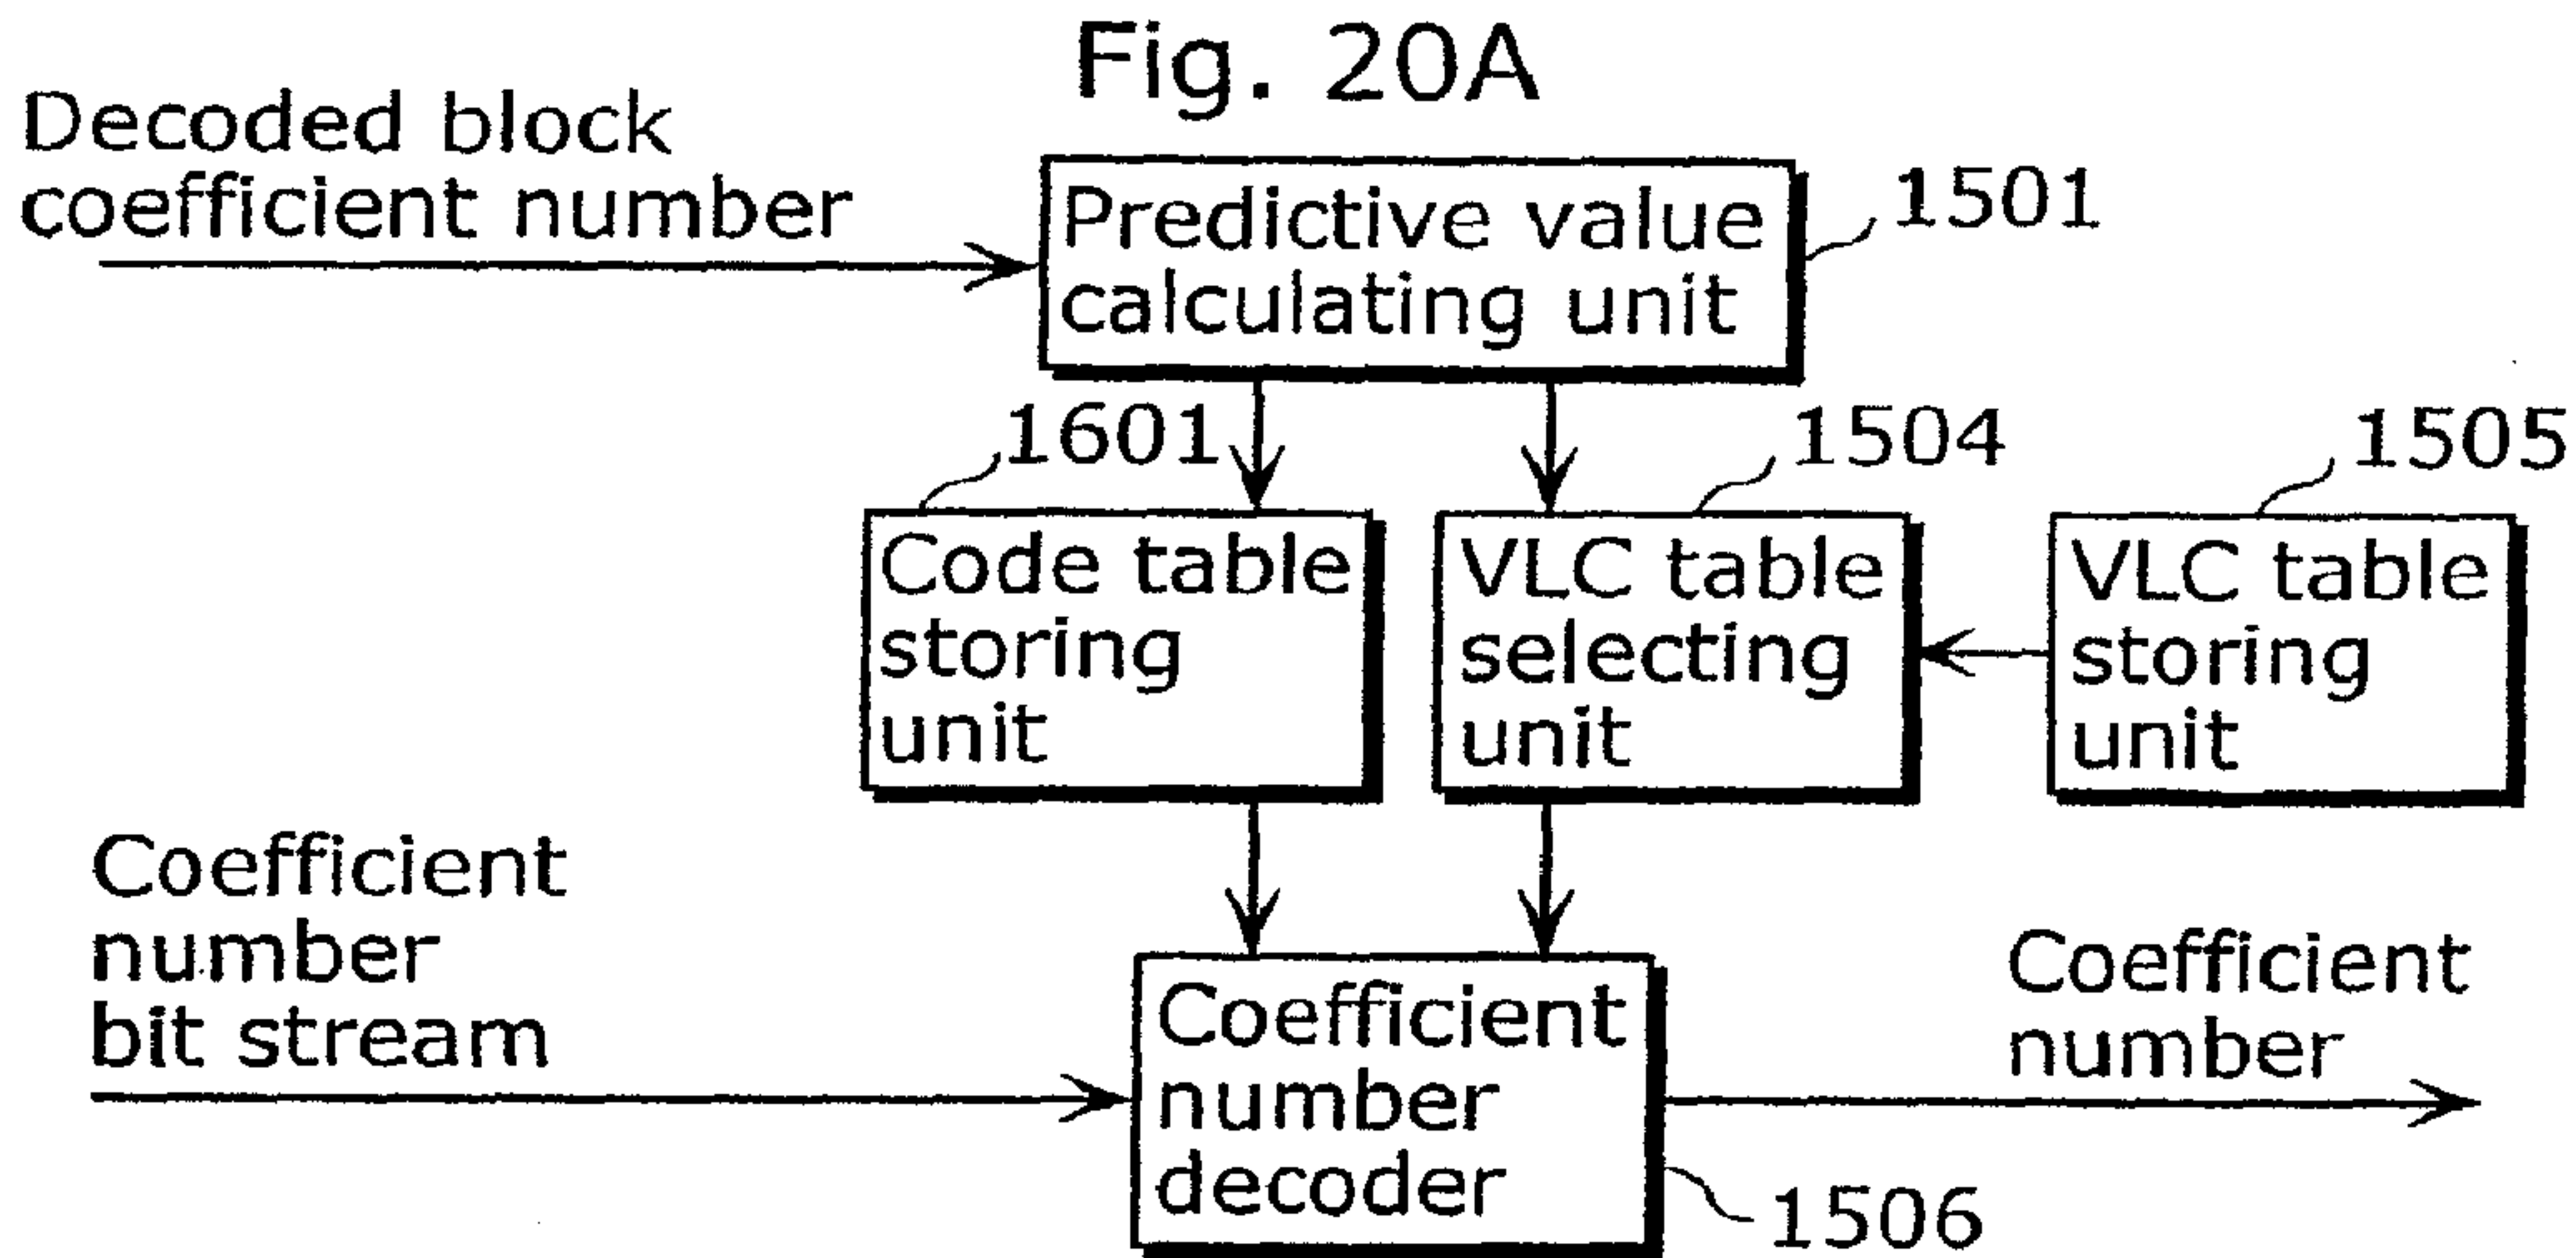 Fig. 20A
Decoded block
coefficient number
Predictive value
calculating unit
1501
1601
1504
1505
Code table
storing
unit
VLC table
selecting
unit
VLC table
storing
unit
Coefficient
number
bit stream
Coefficient
number
decoder
Coefficient
number
1506